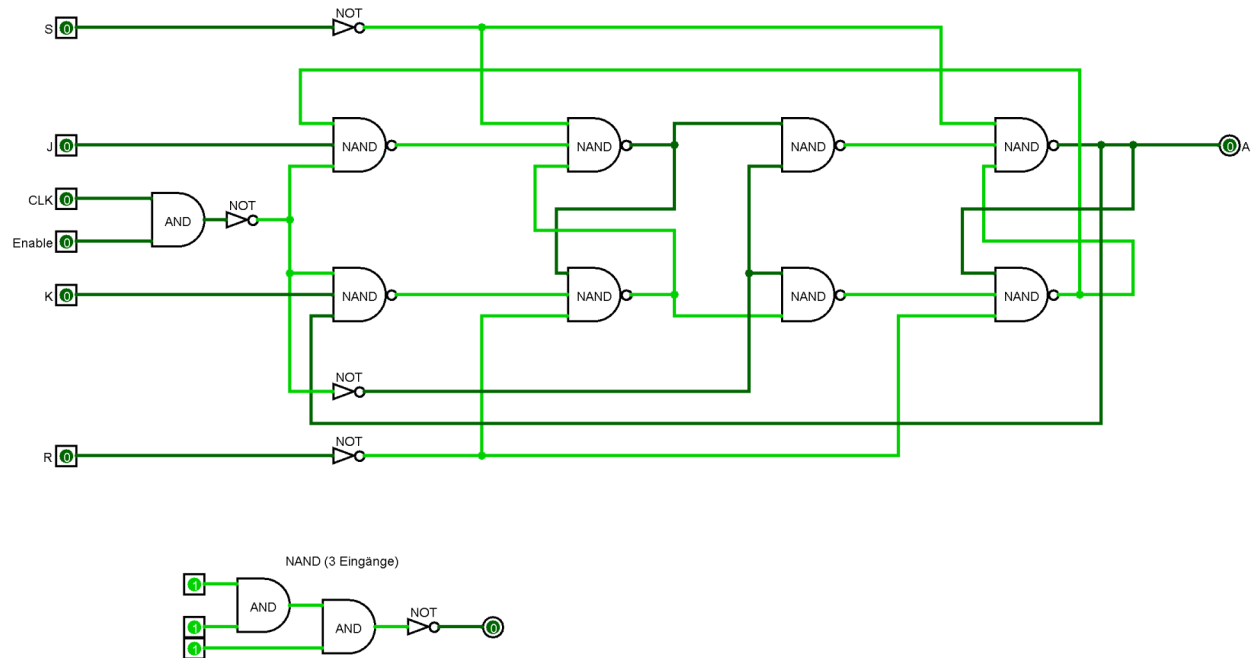 NOT
S 0
NAND NAND NAND NAND
J 0
0 A
CLK 0
NOT
AND
Enable 0
NAND NAND NAND NAND
K 0
NOT
NOT
R 0
NAND (3 Eingänge)
1
AND
NOT
1
AND
0
1